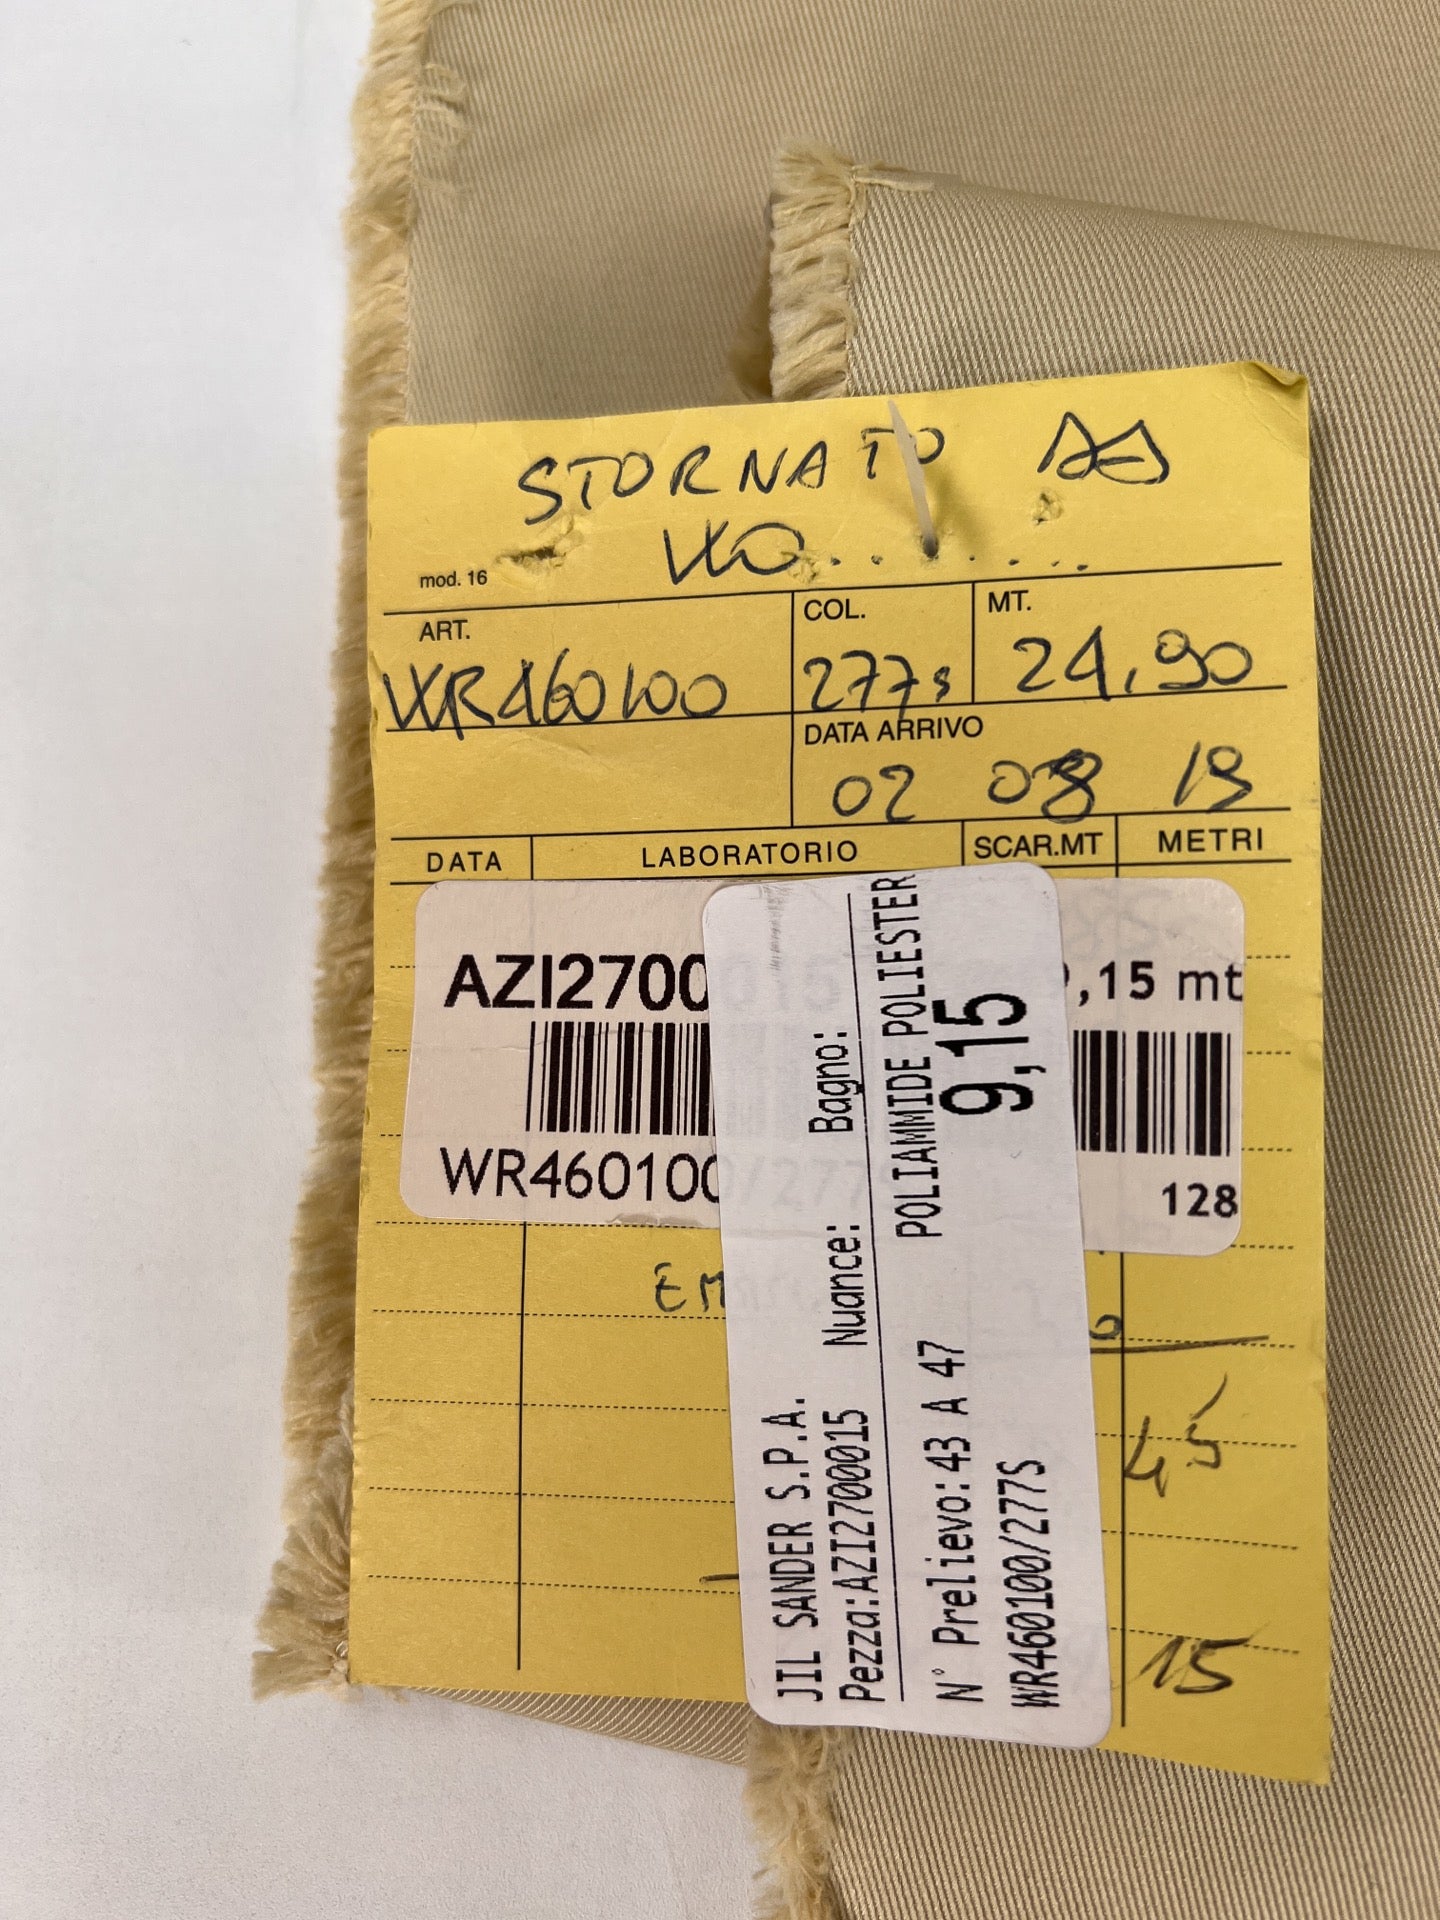 STORNATO
mod. 16
ART. COL. MT.
WR460100 277s 24,90
DATA ARRIVO
02 08 19
DATA LABORATORIO SCAR.MT METRI
AZI2700 ,15 mt
WR460100 128
15
JIL SANDER S.P.A.
Pezza:AZI2700015 Nuance: Bagno:
POLIAMMIDE POLIESTER
N° Prelievo:43 A 47 9,15
WR460100/277S